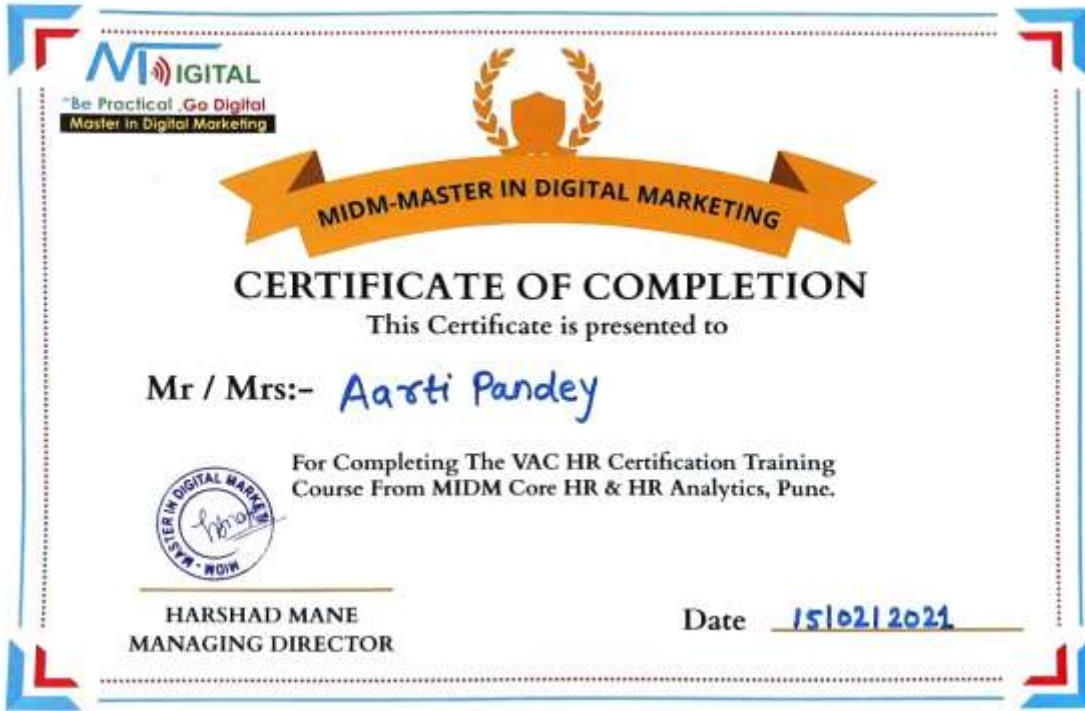 MDIGITAL
"Be Practical ,Go Digital
Master in Digital Marketing
MIDM-MASTER IN DIGITAL MARKETING
CERTIFICATE OF COMPLETION
This Certificate is presented to
Mr / Mrs:- Aarti Pandey
For Completing The VAC HR Certification Training
Course From MIDM Core HR & HR Analytics, Pune.
MIDM - MASTER IN DIGITAL MARKETI
HARSHAD MANE
MANAGING DIRECTOR
Date 15/02/2021